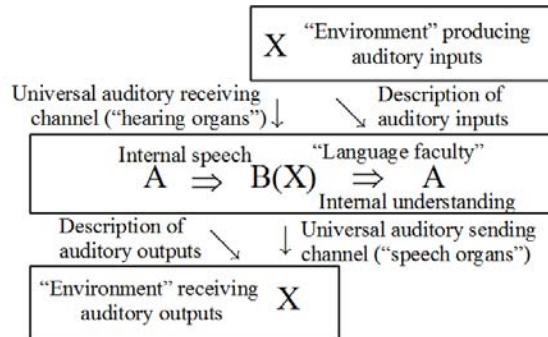 X “Environment” producing
auditory inputs
Universal auditory receiving
channel (“hearing organs”)
Description of
auditory inputs
Internal speech
“Language faculty”
A ⇒ B(X) ⇒ A
Internal understanding
Description of
auditory outputs
Universal auditory sending
channel (“speech organs”)
“Environment” receiving
auditory outputs
X